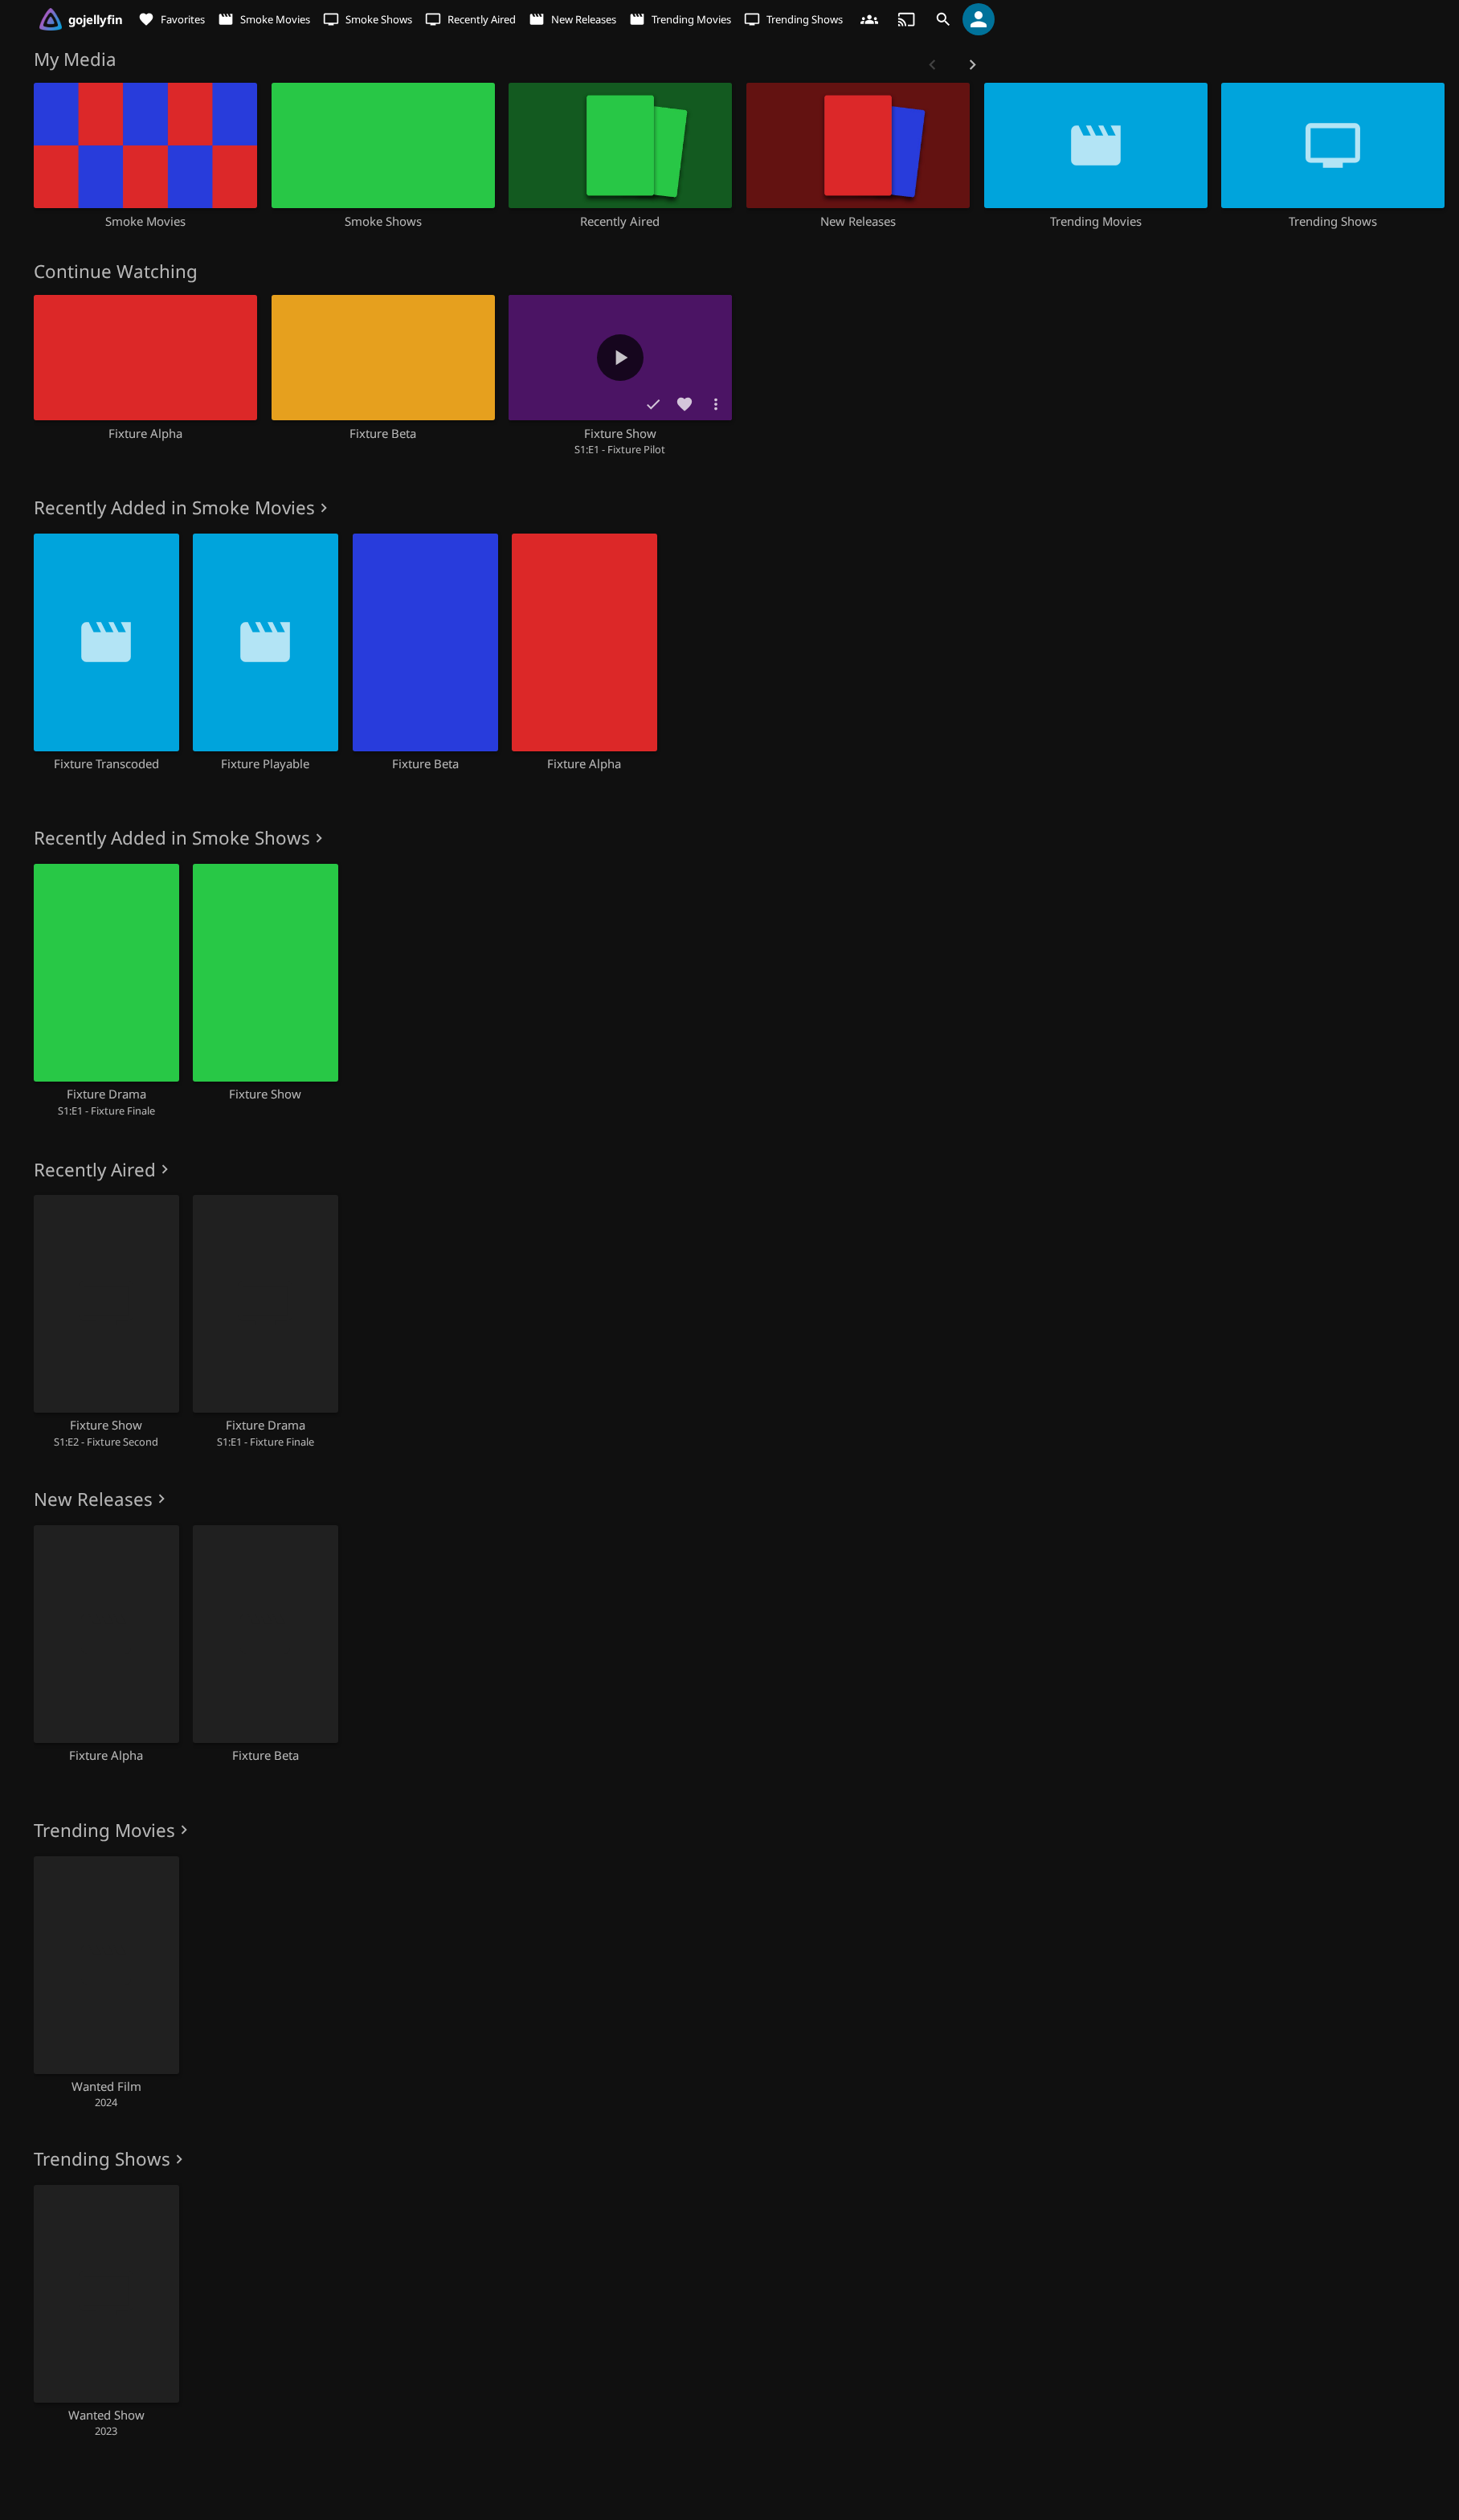 gojellyfin Favorites Smoke Movies Smoke Shows Recently Aired New Releases Trending Movies Trending Shows
My Media
Smoke Movies Smoke Shows Recently Aired New Releases Trending Movies Trending Shows
Continue Watching
Fixture Alpha Fixture Beta Fixture Show
S1:E1 - Fixture Pilot
Recently Added in Smoke Movies
Fixture Transcoded Fixture Playable Fixture Beta Fixture Alpha
Recently Added in Smoke Shows
Fixture Drama Fixture Show
S1:E1 - Fixture Finale
Recently Aired
Fixture Show Fixture Drama
S1:E2 - Fixture Second S1:E1 - Fixture Finale
New Releases
Fixture Alpha Fixture Beta
Trending Movies
Wanted Film
2024
Trending Shows
Wanted Show
2023